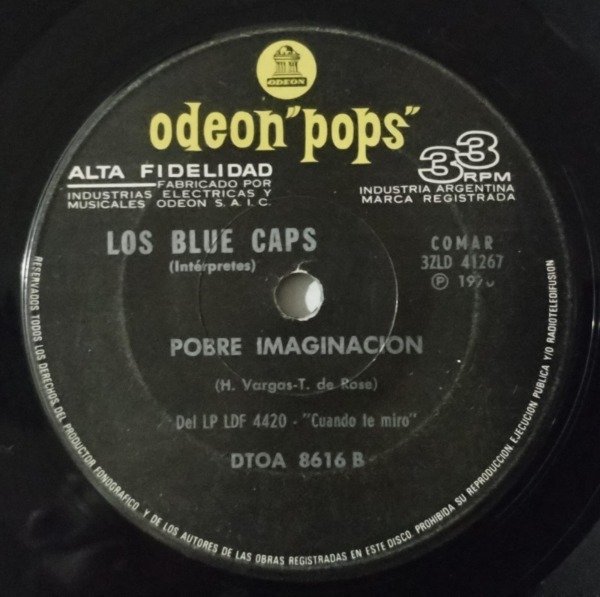 ODEON
odeon "pops"
ALTA FIDELIDAD
FABRICADO POR
INDUSTRIAS ELECTRICAS Y
MUSICALES ODEON S.A.I.C.
33
RPM
INDUSTRIA ARGENTINA
MARCA REGISTRADA
LOS BLUE CAPS
(Intérpretes)
COMAR
3ZLD 41267
Ⓟ
POBRE IMAGINACION
(H. Vargas-T. de Rose)
Del LP LDF 4420 - "Cuando te miro"
DTOA 8616 B
RESERVADOS TODOS LOS DERECHOS DEL PRODUCTOR FONOGRAFICO Y DE LOS AUTORES DE LAS OBRAS REGISTRADAS EN ESTE DISCO. PROHIBIDA SU REPRODUCCION, EJECUCION PUBLICA Y/O RADIOTELEDIFUSION